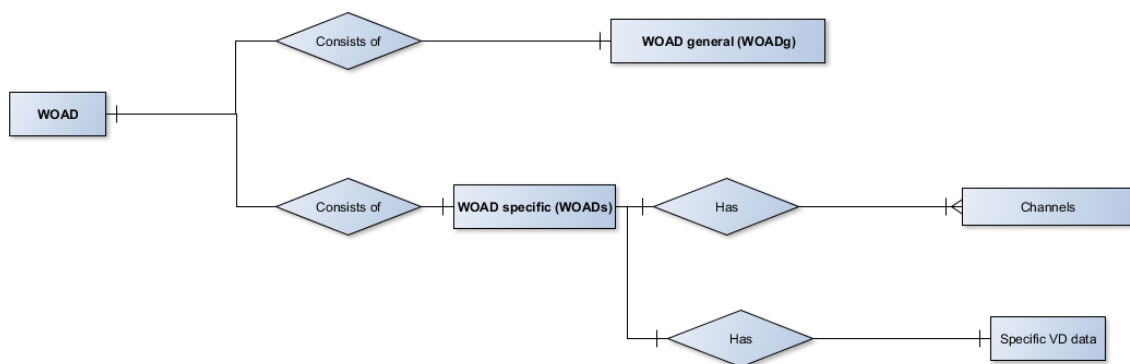 Consists of
WOAD general (WOADg)
WOAD
Consists of
WOAD specific (WOADs)
Has
Channels
Has
Specific VD data